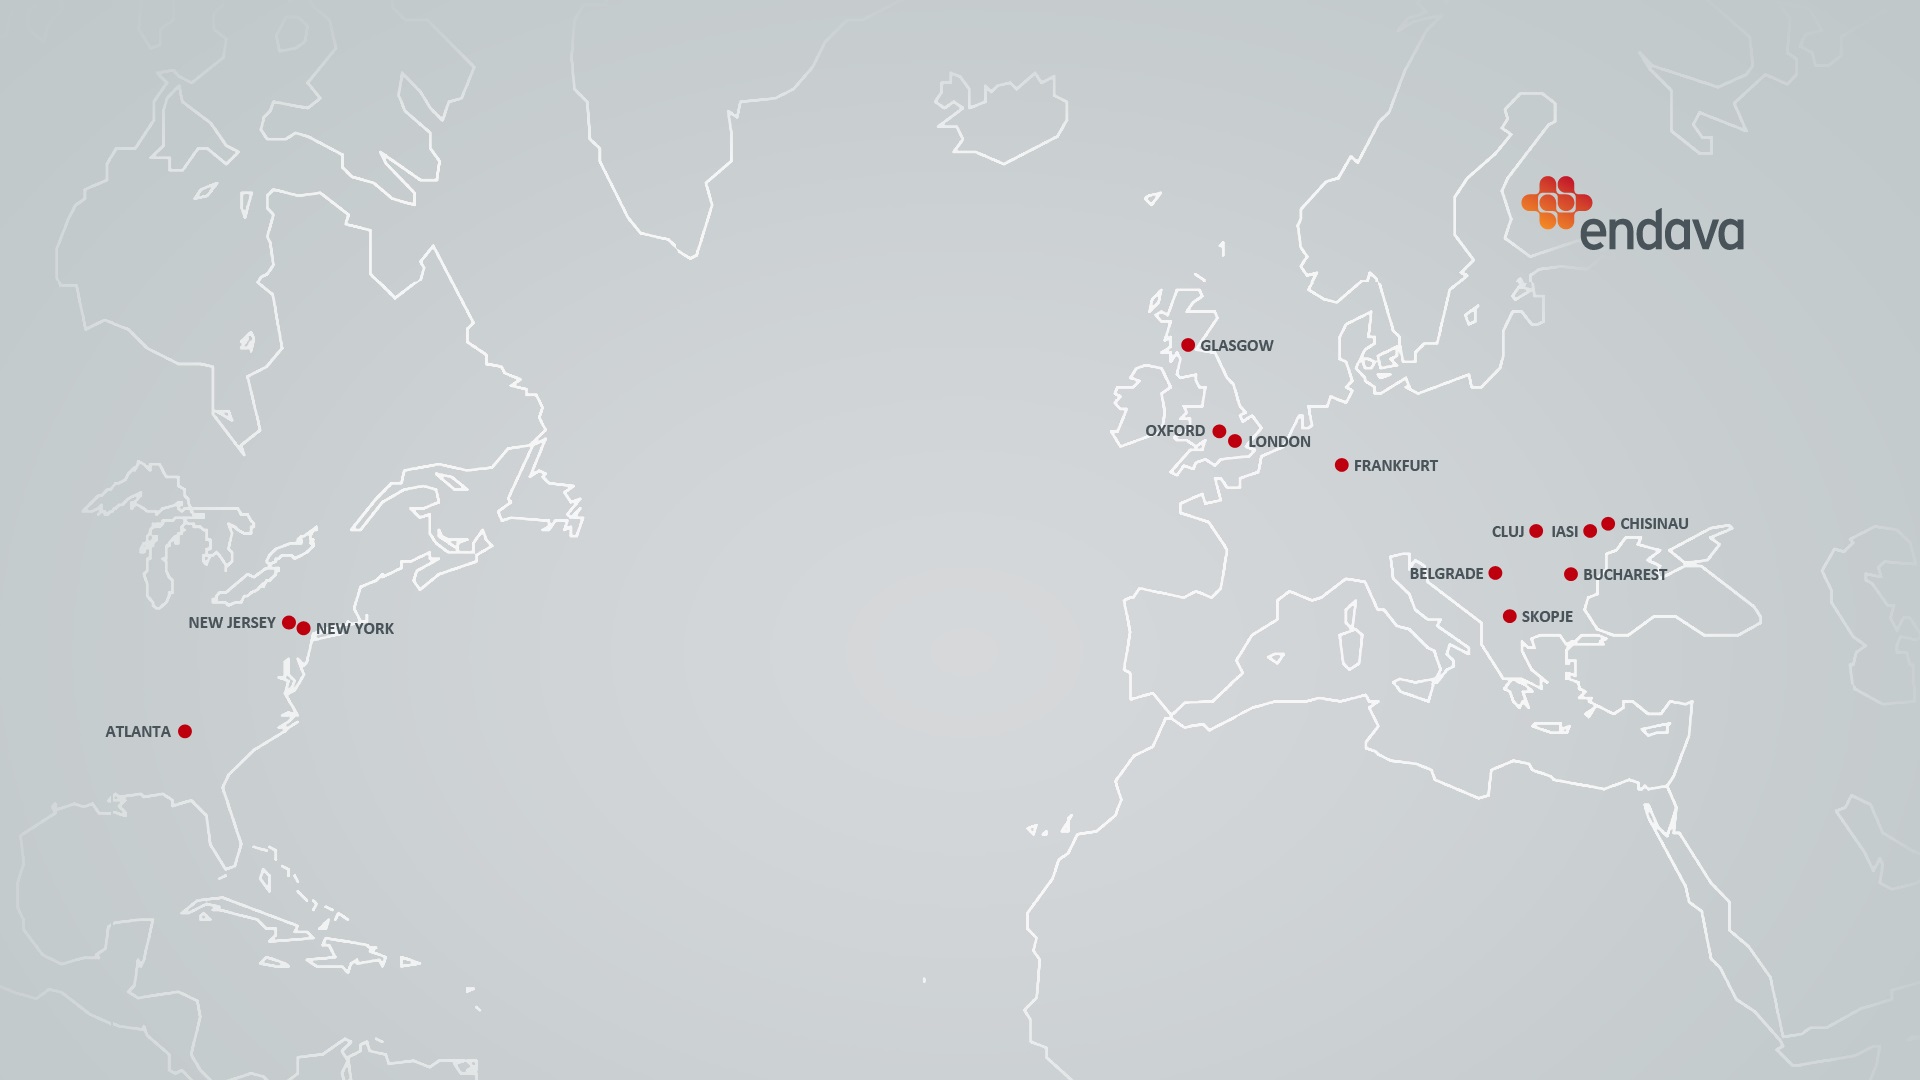 endava
GLASGOW
OXFORD
LONDON
FRANKFURT
CLUJ
IASI
CHISINAU
BELGRADE
BUCHAREST
SKOPJE
NEW JERSEY
NEW YORK
ATLANTA